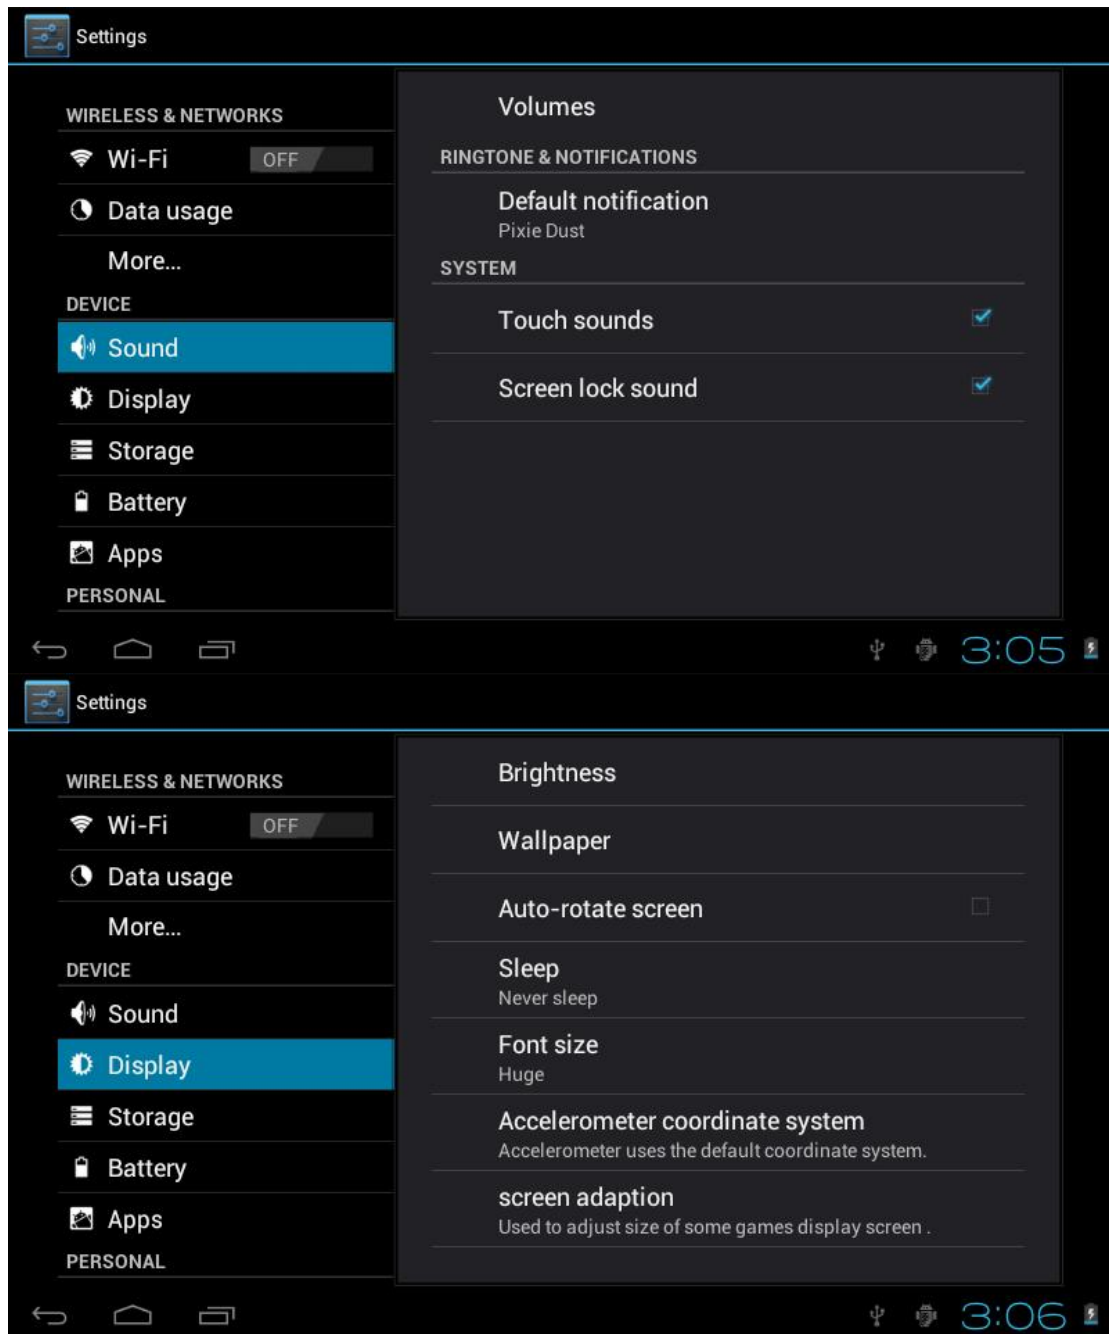 Settings
WIRELESS & NETWORKS
Wi-Fi OFF
Data usage
More...
DEVICE
Sound
Display
Storage
Battery
Apps
PERSONAL
Volumes
RINGTONE & NOTIFICATIONS
Default notification
Pixie Dust
SYSTEM
Touch sounds
Screen lock sound
3:05
Settings
WIRELESS & NETWORKS
Wi-Fi OFF
Data usage
More...
DEVICE
Sound
Display
Storage
Battery
Apps
PERSONAL
Brightness
Wallpaper
Auto-rotate screen
Sleep
Never sleep
Font size
Huge
Accelerometer coordinate system
Accelerometer uses the default coordinate system.
screen adaption
Used to adjust size of some games display screen .
3:06